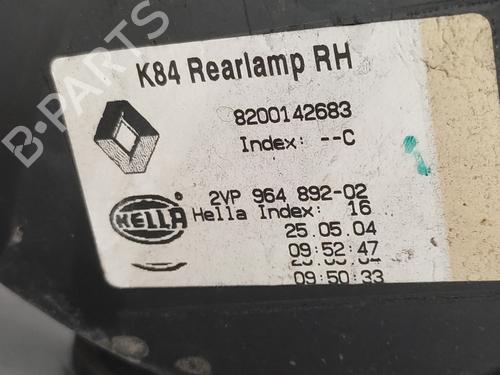 B-PARTS
K84 Rearlamp RH
8200142683
Index: --C
HELLA
2VP 964 892-02
Hella Index: 16
25.05.04
09:52:47
09:50:33